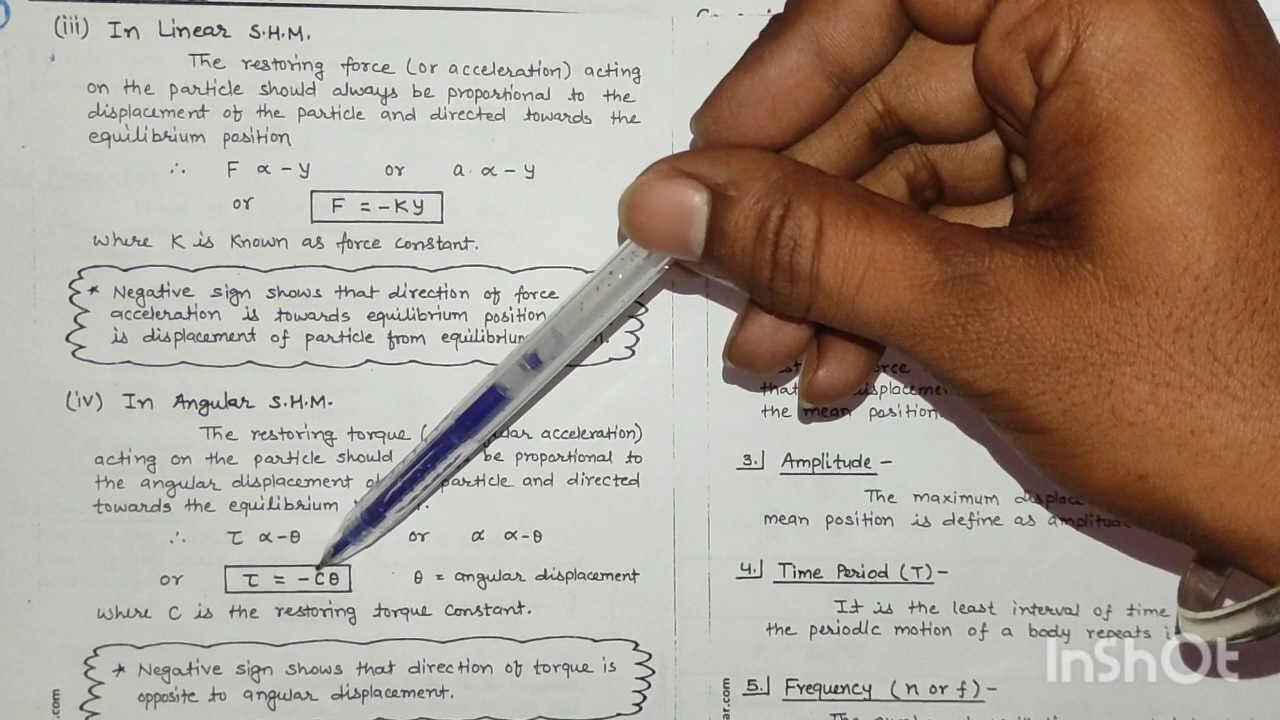 (iii) In Linear S.H.M.
The restoring force (or acceleration) acting
on the particle should always be proportional to the
displacement of the particle and directed towards the
equilibrium position
∴ F α - y or a α - y
or F = -Ky
where K is known as force constant.
* Negative sign shows that direction of force
acceleration is towards equilibrium position
is displacement of particle from
(iv) In Angular S.H.M.
The restoring torque ( acceleration)
acting on the particle should be proportional to
the angular displacement particle and directed
towards the equilibrium
∴ τ α -θ or α α -θ
or τ = -Cθ θ = angular displacement
where C is the restoring torque constant.
* Negative sign shows that direction of torque is
opposite to angular displacement.
.com
that
the mean position.
3.] Amplitude -
The maximum
mean position is define as
4.] Time Period (T) -
It is the least interval of time
the periodic motion of a body repeats
5.] Frequency (n or f) -
.com
InShOt